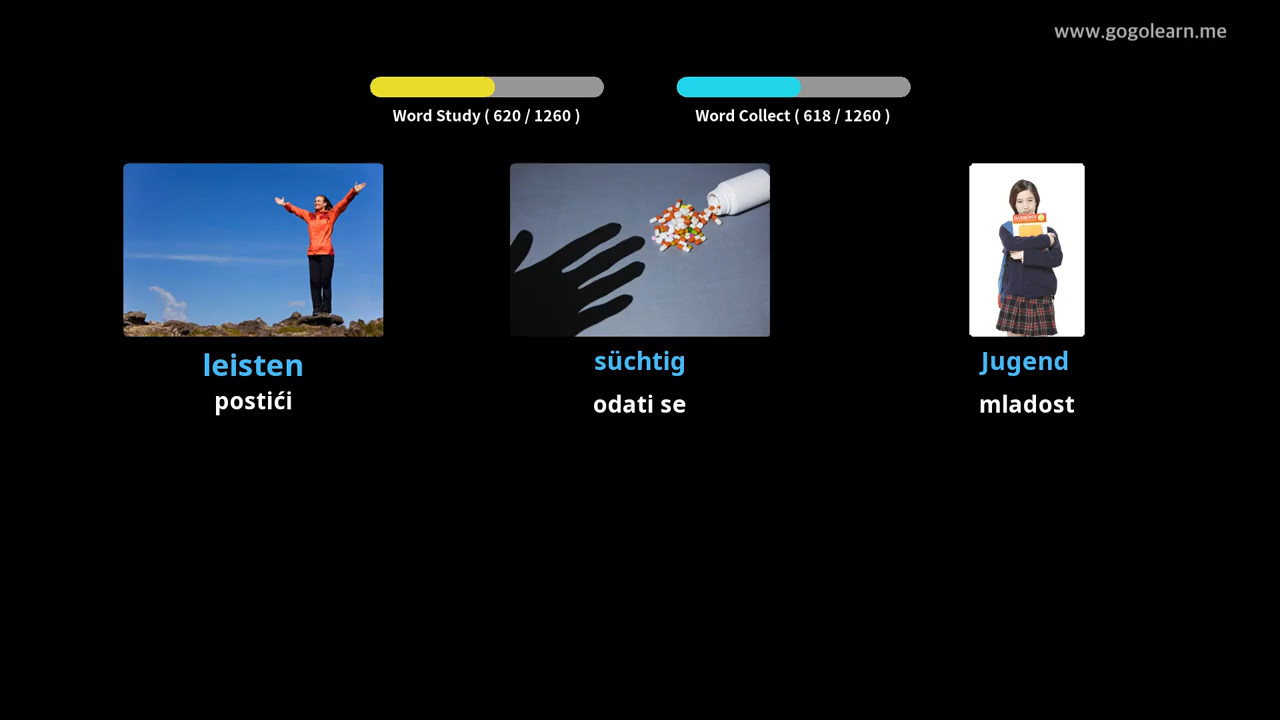 www.gogolearn.me
Word Study ( 620 / 1260 )
Word Collect ( 618 / 1260 )
leisten
süchtig
Jugend
postići
odati se
mladost